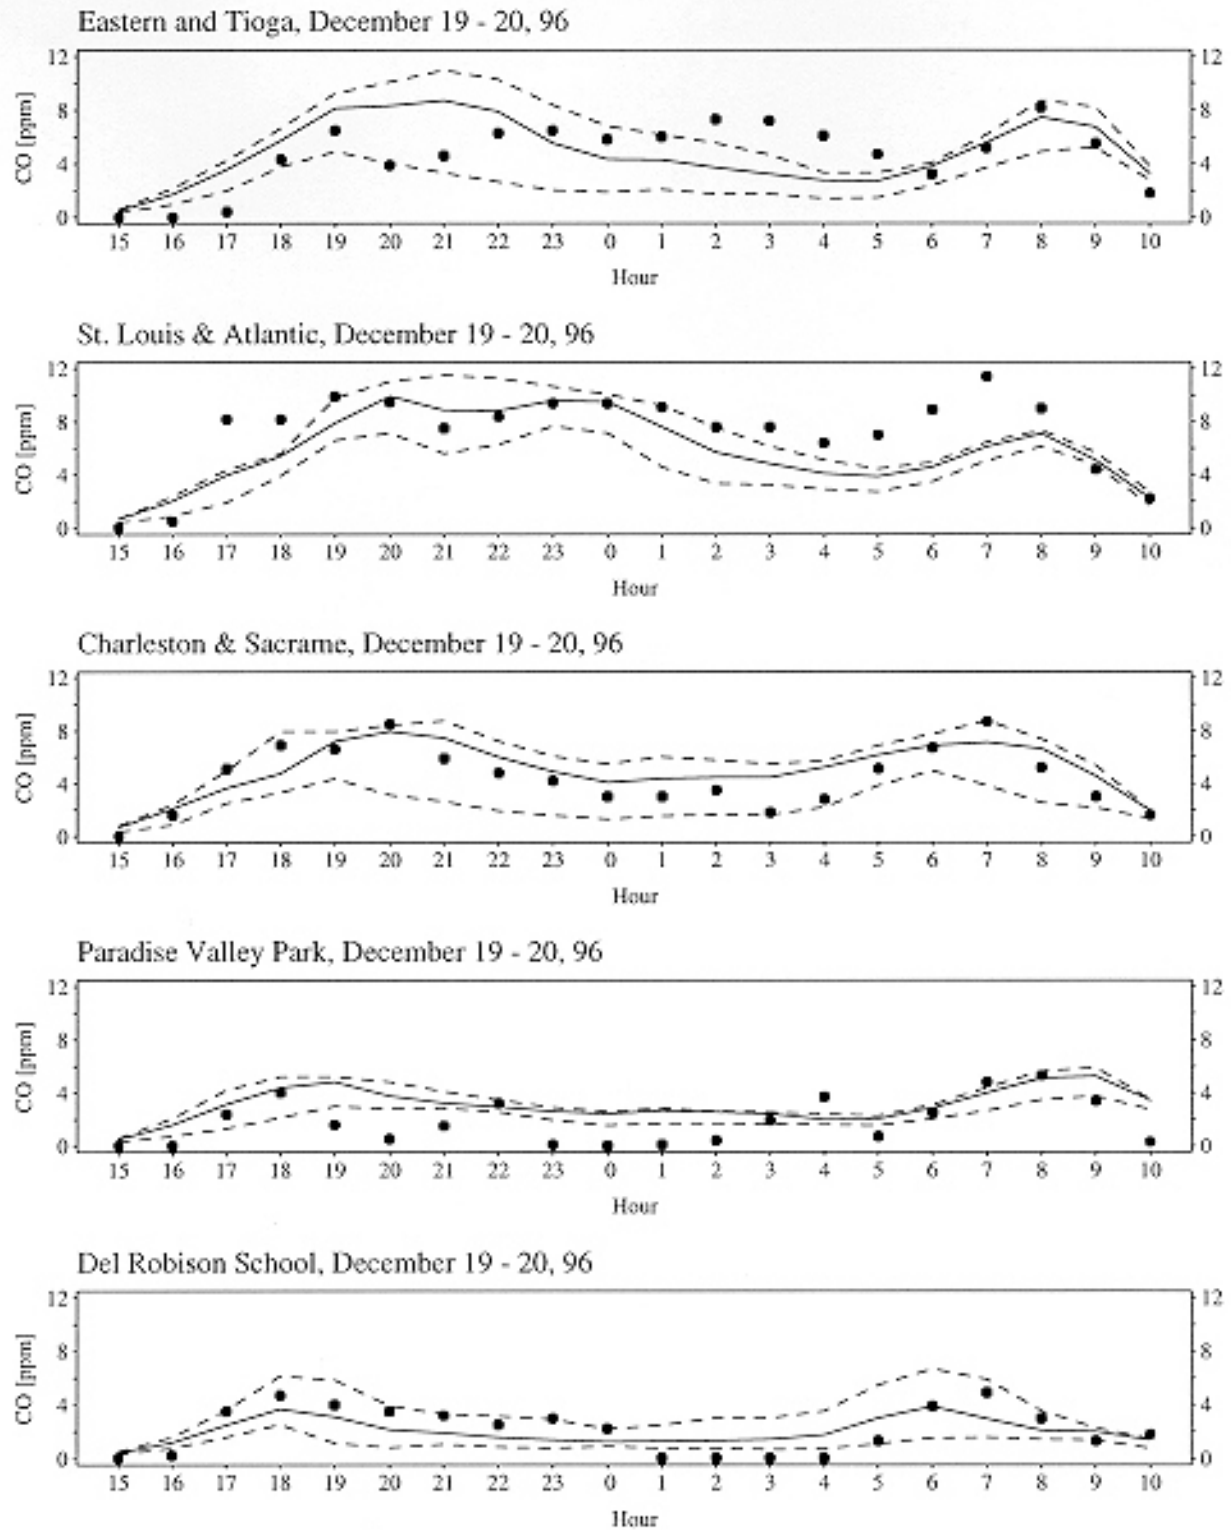 Eastern and Tioga, December 19 - 20, 96
12 12
8 8
CO [ppm]
4 4
0 0
15 16 17 18 19 20 21 22 23 0 1 2 3 4 5 6 7 8 9 10
Hour
St. Louis & Atlantic, December 19 - 20, 96
12 12
8 8
CO [ppm]
4 4
0 0
15 16 17 18 19 20 21 22 23 0 1 2 3 4 5 6 7 8 9 10
Hour
Charleston & Sacrame, December 19 - 20, 96
12 12
8 8
CO [ppm]
4 4
0 0
15 16 17 18 19 20 21 22 23 0 1 2 3 4 5 6 7 8 9 10
Hour
Paradise Valley Park, December 19 - 20, 96
12 12
8 8
CO [ppm]
4 4
0 0
15 16 17 18 19 20 21 22 23 0 1 2 3 4 5 6 7 8 9 10
Hour
Del Robison School, December 19 - 20, 96
12 12
8 8
CO [ppm]
4 4
0 0
15 16 17 18 19 20 21 22 23 0 1 2 3 4 5 6 7 8 9 10
Hour